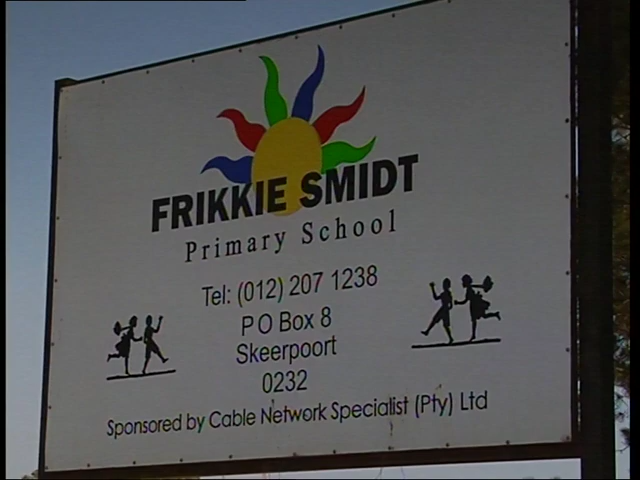 FRIKKIE SMIDT
Primary School
Tel: (012) 207 1238
P O Box 8
Skeerpoort
0232
Sponsored by Cable Network Specialist (Pty) Ltd